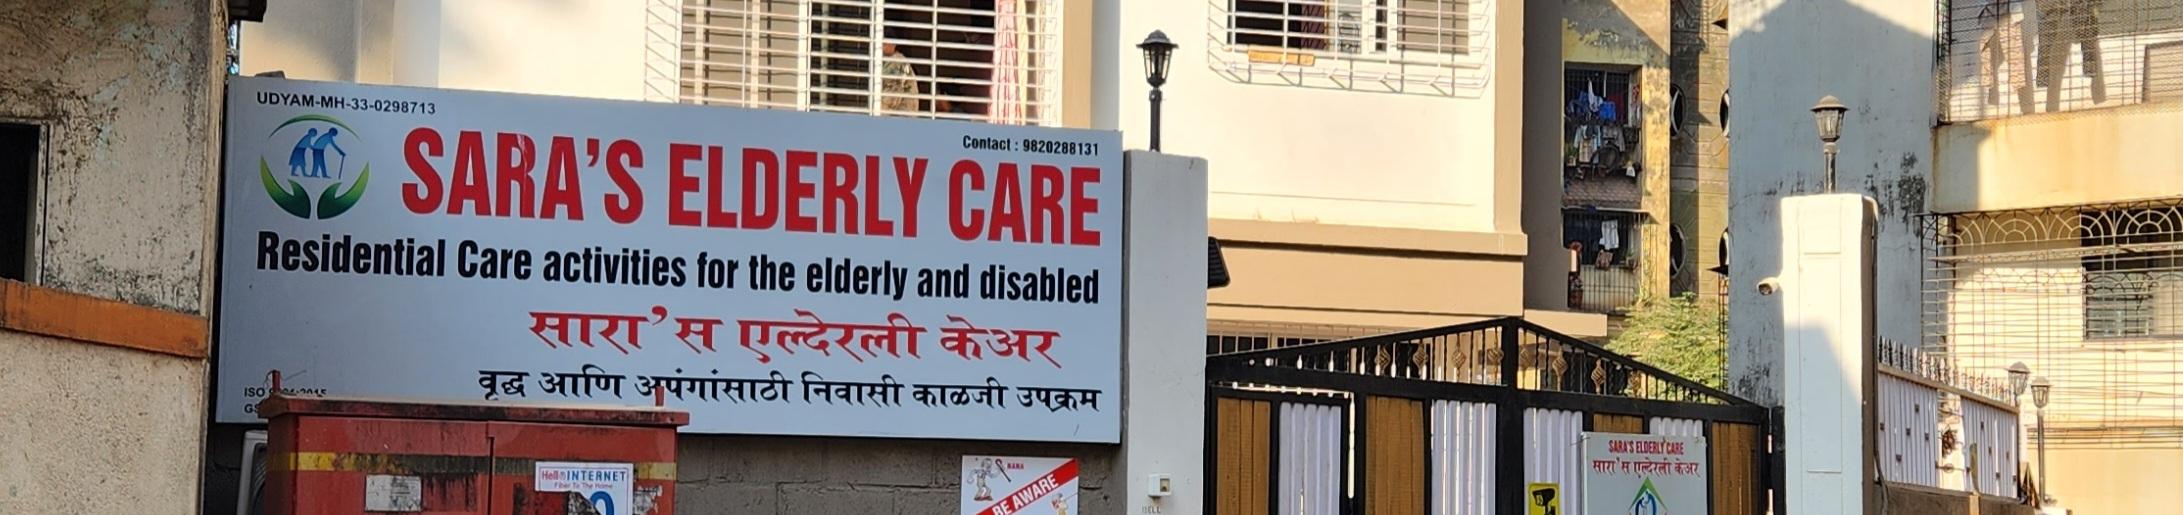 UDYAM-MH-33-0298713
Contact : 9820288131
SARA'S ELDERLY CARE
Residential Care activities for the elderly and disabled
सारा'स एल्देरली केअर
वृद्ध आणि अपंगांसाठी निवासी काळजी उपक्रम
ISO
Hello INTERNET
Fiber To The Home
BE AWARE
BELL
SARA'S ELDERLY CARE
सारा'स एल्देरली केअर